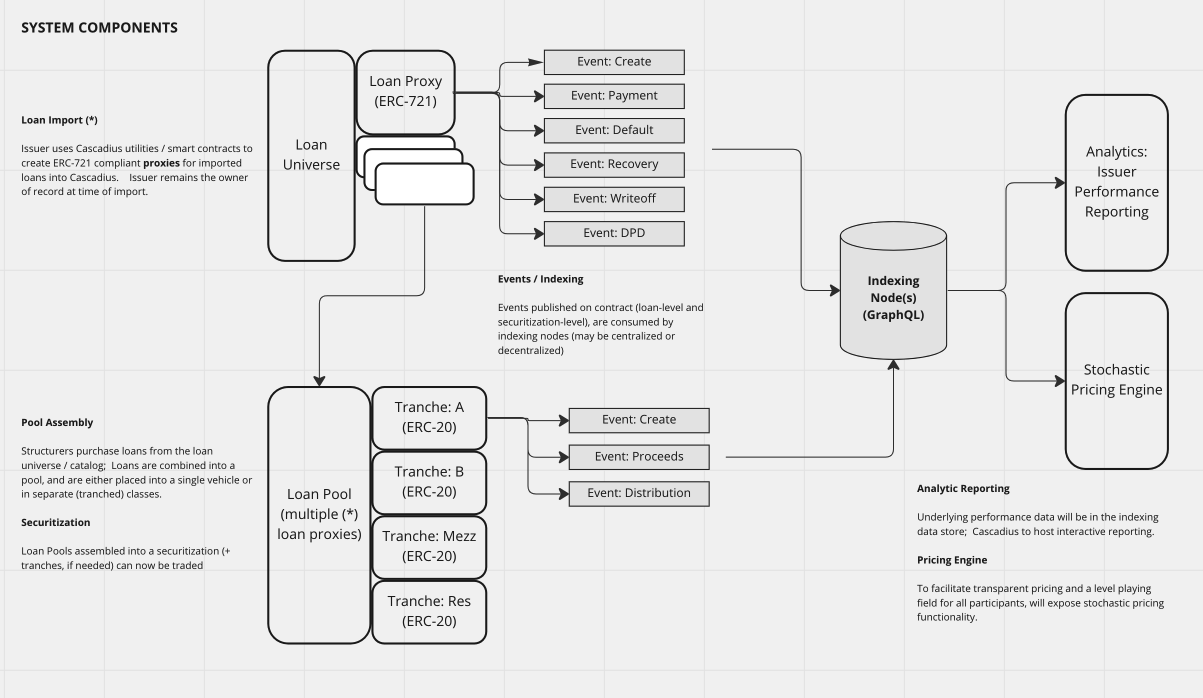 SYSTEM COMPONENTS
Loan Import (*)
Issuer uses Cascadius utilities / smart contracts to
create ERC-721 compliant proxies for imported
loans into Cascadius.    Issuer remains the owner
of record at time of import.
Loan
Universe
Loan Proxy
(ERC-721)
Event: Create
Event: Payment
Event: Default
Event: Recovery
Event: Writeoff
Event: DPD
Events / Indexing
Events published on contract (loan-level and
securitization-level), are consumed by
indexing nodes (may be centralized or
decentralized)
Indexing
Node(s)
(GraphQL)
Analytics:
Issuer
Performance
Reporting
Stochastic
Pricing Engine
Pool Assembly
Structurers purchase loans from the loan
universe / catalog;  Loans are combined into a
pool, and are either placed into a single vehicle or
in separate (tranched) classes.
Securitization
Loan Pools assembled into a securitization (+
tranches, if needed) can now be traded
Loan Pool
(multiple (*)
loan proxies)
Tranche: A
(ERC-20)
Tranche: B
(ERC-20)
Tranche: Mezz
(ERC-20)
Tranche: Res
(ERC-20)
Event: Create
Event: Proceeds
Event: Distribution
Analytic Reporting
Underlying performance data will be in the indexing
data store;  Cascadius to host interactive reporting.
Pricing Engine
To facilitate transparent pricing and a level playing
field for all participants, will expose stochastic pricing
functionality.